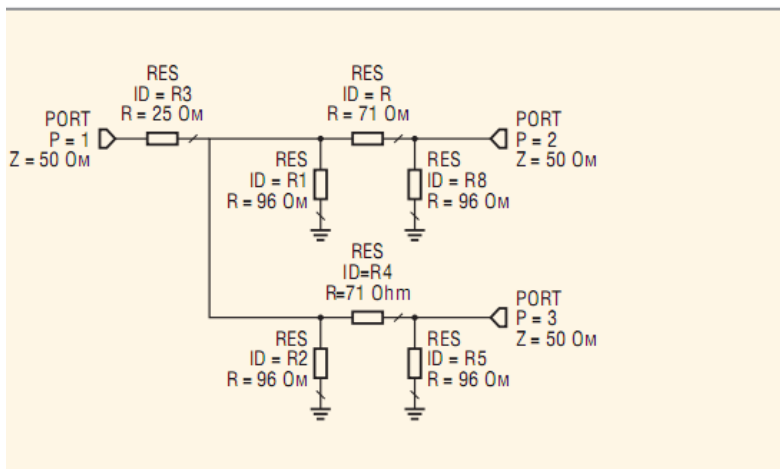 RES
ID = R3
R = 25 Ом
RES
ID = R
R = 71 Ом
PORT
P = 1
Z = 50 Ом
PORT
P = 2
Z = 50 Ом
RES
ID = R1
R = 96 Ом
RES
ID = R8
R = 96 Ом
RES
ID=R4
R=71 Ohm
PORT
P = 3
Z = 50 Ом
RES
ID = R2
R = 96 Ом
RES
ID = R5
R = 96 Ом